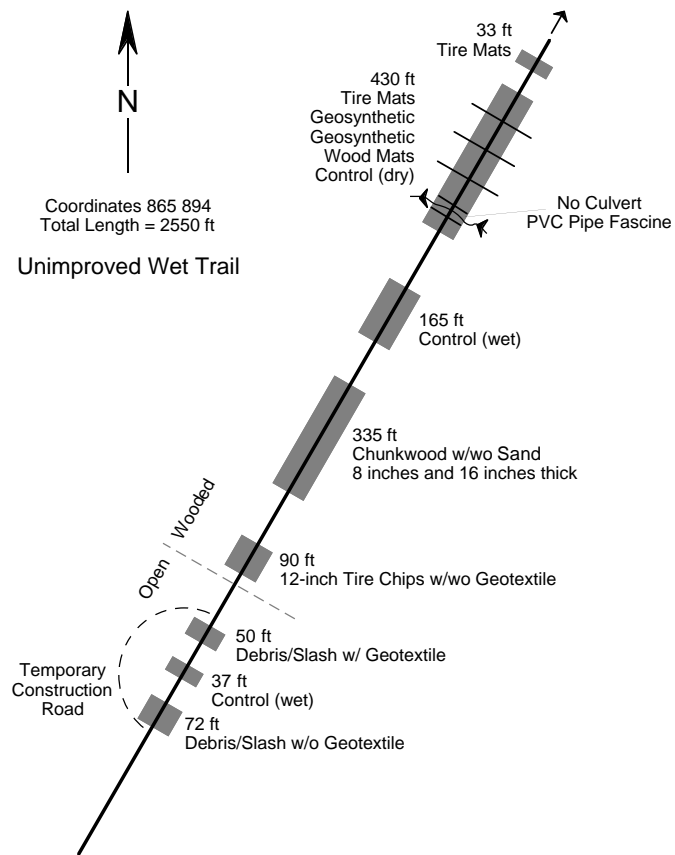 33 ft
Tire Mats
430 ft
Tire Mats
Geosynthetic
Geosynthetic
Wood Mats
Control (dry)
N
Coordinates 865 894
Total Length = 2550 ft
Unimproved Wet Trail
No Culvert
PVC Pipe Fascine
165 ft
Control (wet)
335 ft
Chunkwood w/wo Sand
8 inches and 16 inches thick
Wooded
Open
90 ft
12-inch Tire Chips w/wo Geotextile
50 ft
Debris/Slash w/ Geotextile
Temporary
Construction
Road
37 ft
Control (wet)
72 ft
Debris/Slash w/o Geotextile